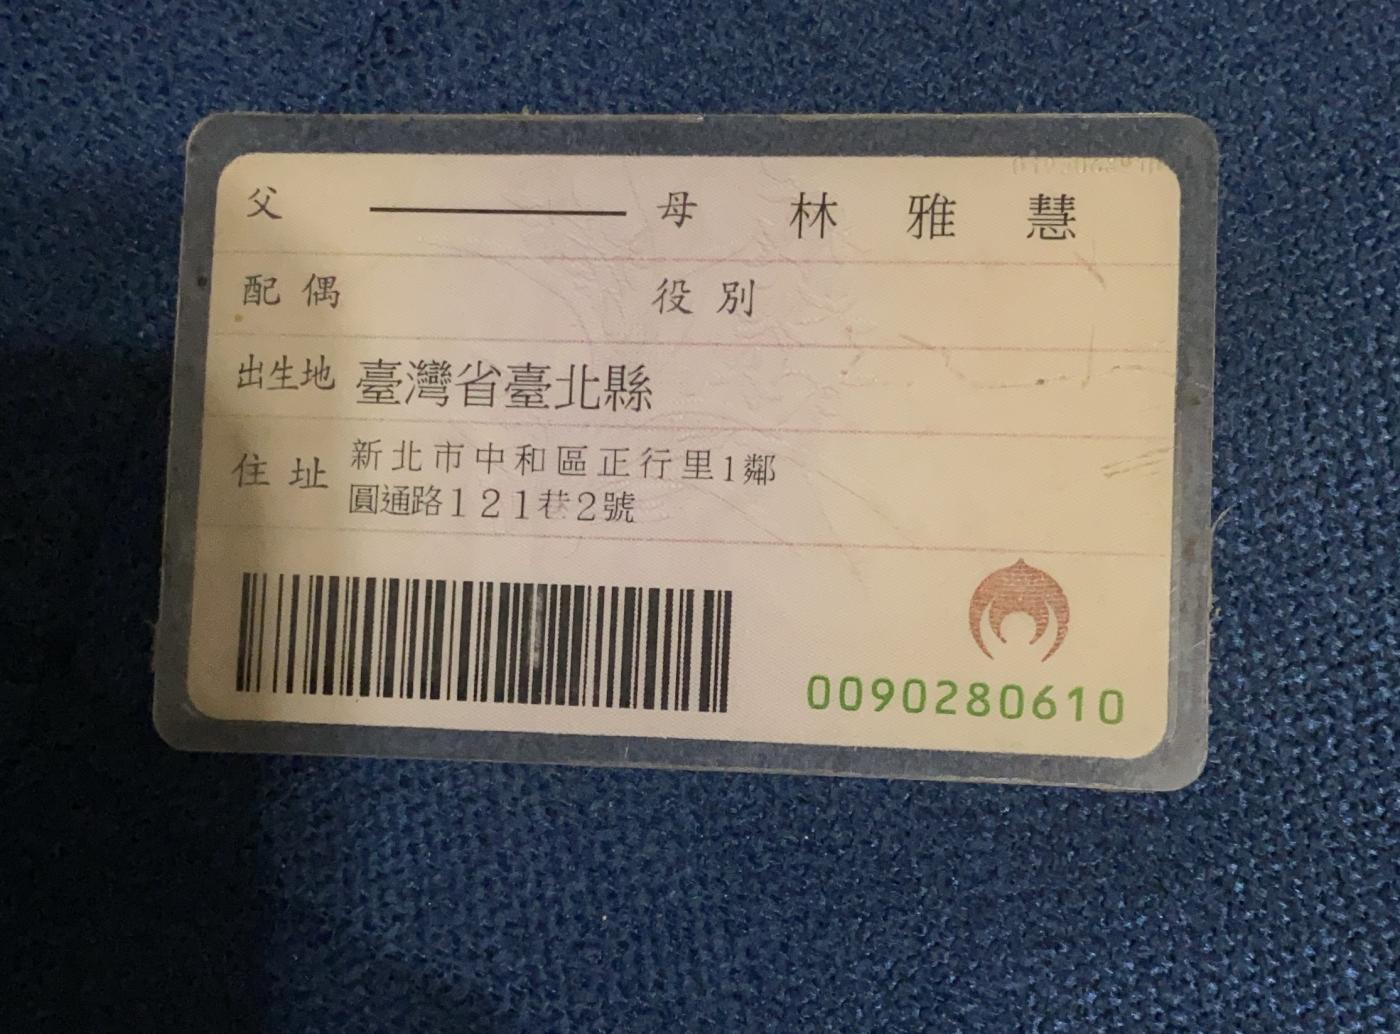 父 母 林雅慧
配偶 役別
出生地 臺灣省臺北縣
住址 新北市中和區正行里1鄰
圓通路121巷2號
0090280610